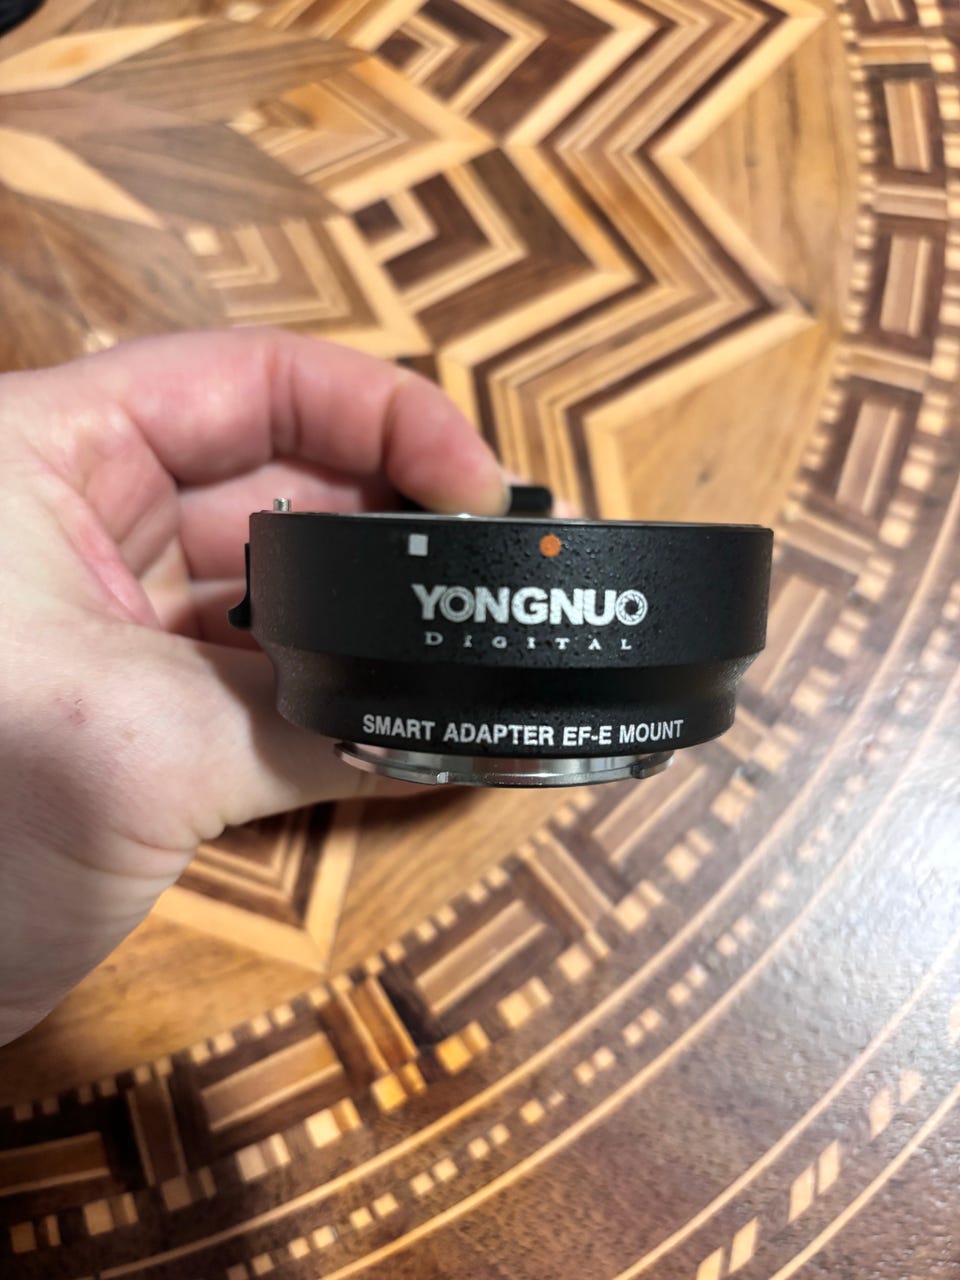 YONGNUO
DIGITAL
SMART ADAPTER EF-E MOUNT